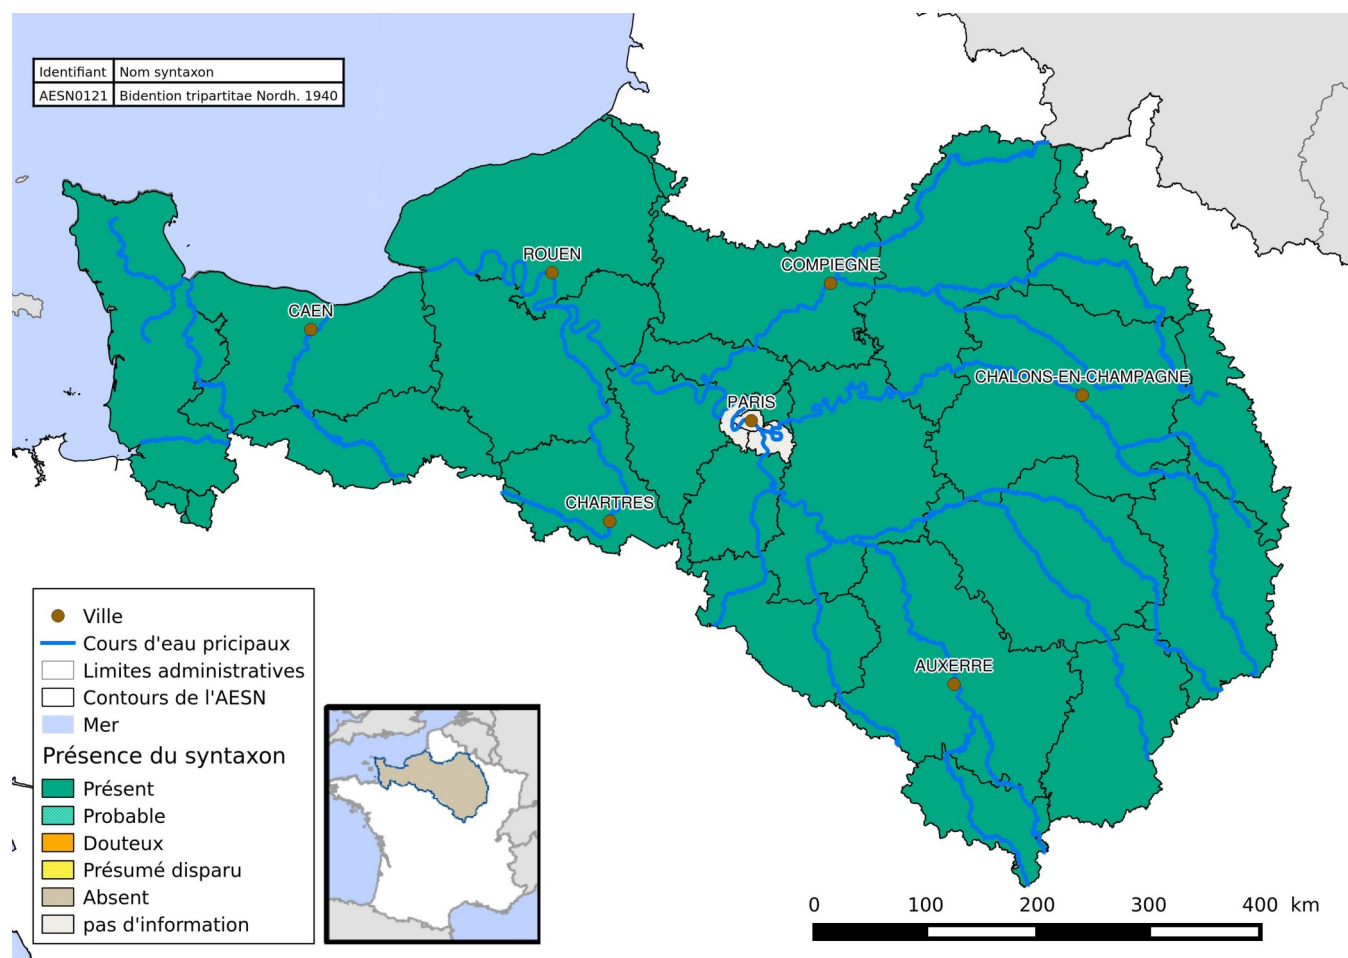 Identifiant Nom syntaxon
AESN0121 Bidention tripartitae Nordh. 1940
ROUEN
COMPIEGNE
CAEN
CHALONS-EN-CHAMPAGNE
PARIS
CHARTRES
AUXERRE
Ville
Cours d'eau pricipaux
Limites administratives
Contours de l'AESN
Mer
Présence du syntaxon
Présent
Probable
Douteux
Présumé disparu
Absent
pas d'information
0 100 200 300 400 km